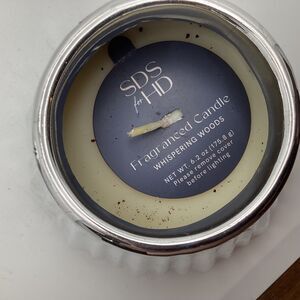 SDS
for HD
Fragranced Candle
WHISPERING WOODS
NET WT. 6.2 oz (175.8 g)
Please remove cover
before lighting